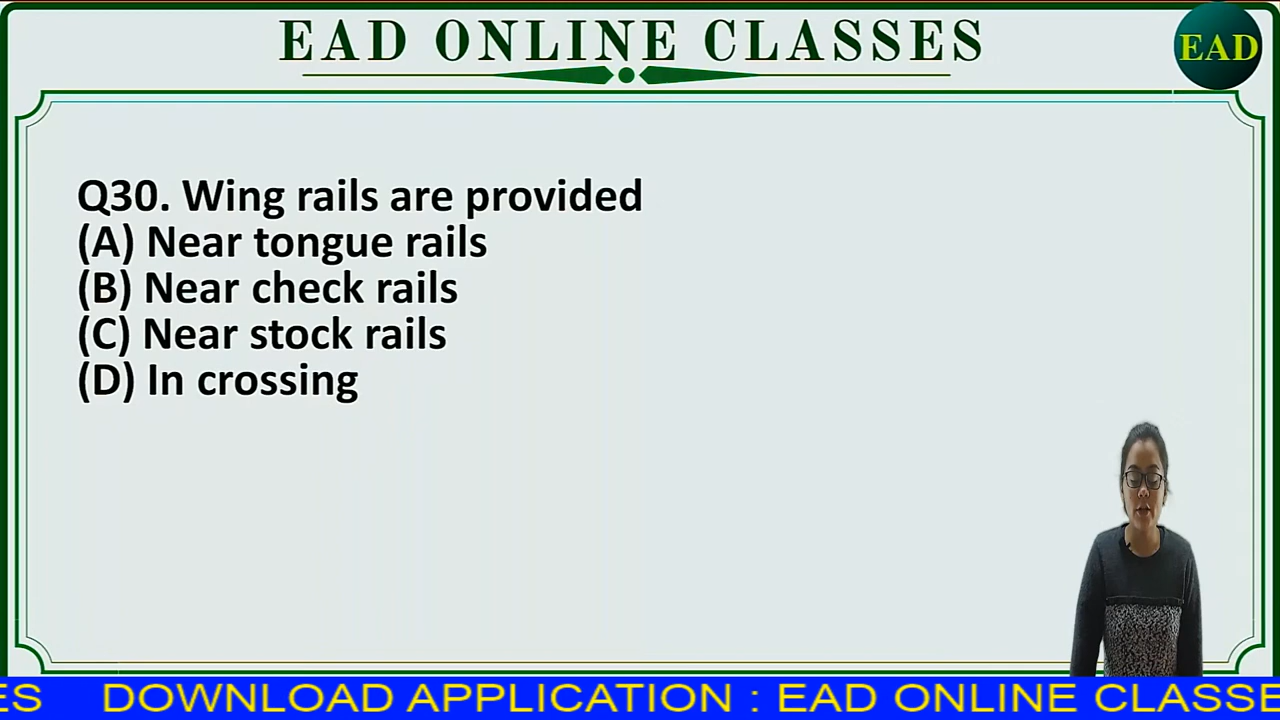 EAD ONLINE CLASSES
EAD
Q30. Wing rails are provided
(A) Near tongue rails
(B) Near check rails
(C) Near stock rails
(D) In crossing
ES DOWNLOAD APPLICATION : EAD ONLINE CLASSE